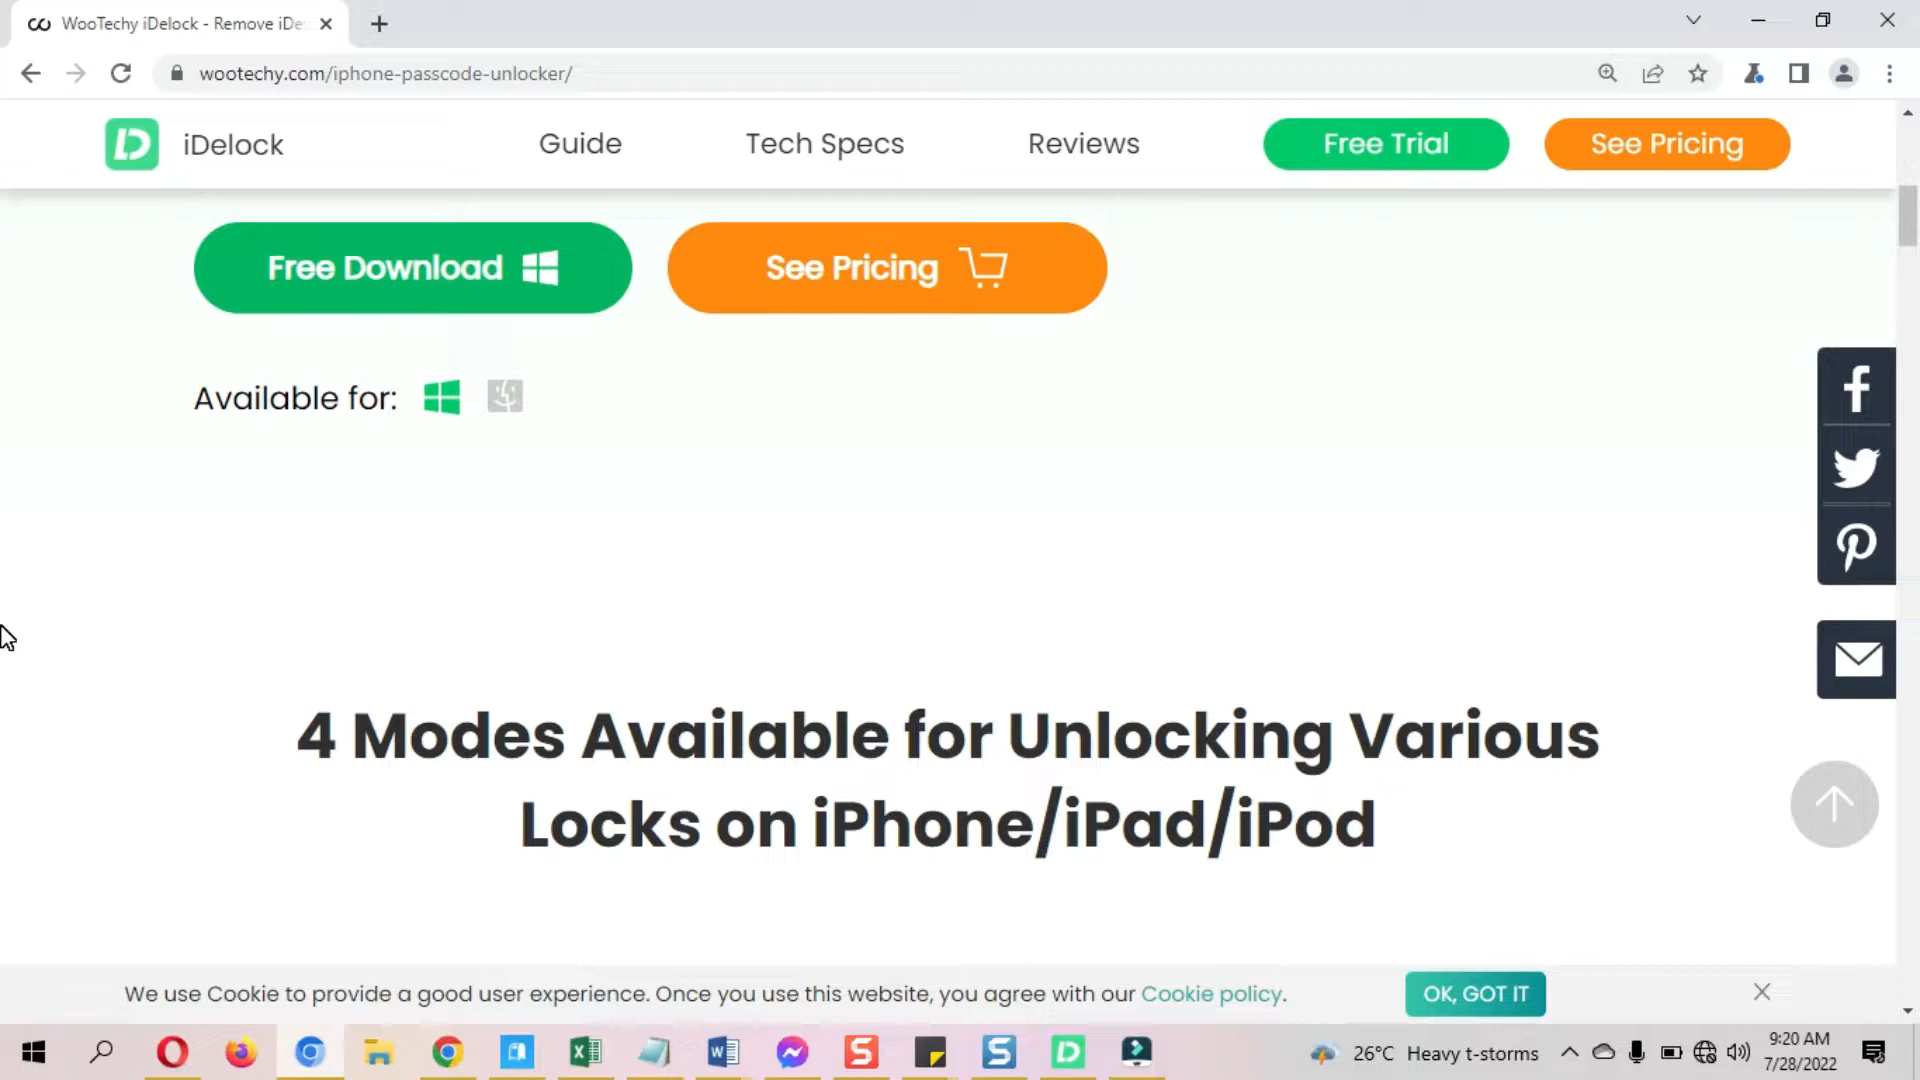 WooTechy iDelock - Remove iDe
wootechy.com/iphone-passcode-unlocker/
iDelock
Guide
Tech Specs
Reviews
Free Trial
See Pricing
Free Download
See Pricing
Available for:
4 Modes Available for Unlocking Various
Locks on iPhone/iPad/iPod
We use Cookie to provide a good user experience. Once you use this website, you agree with our Cookie policy.
OK, GOT IT
26°C Heavy t-storms
9:20 AM
7/28/2022